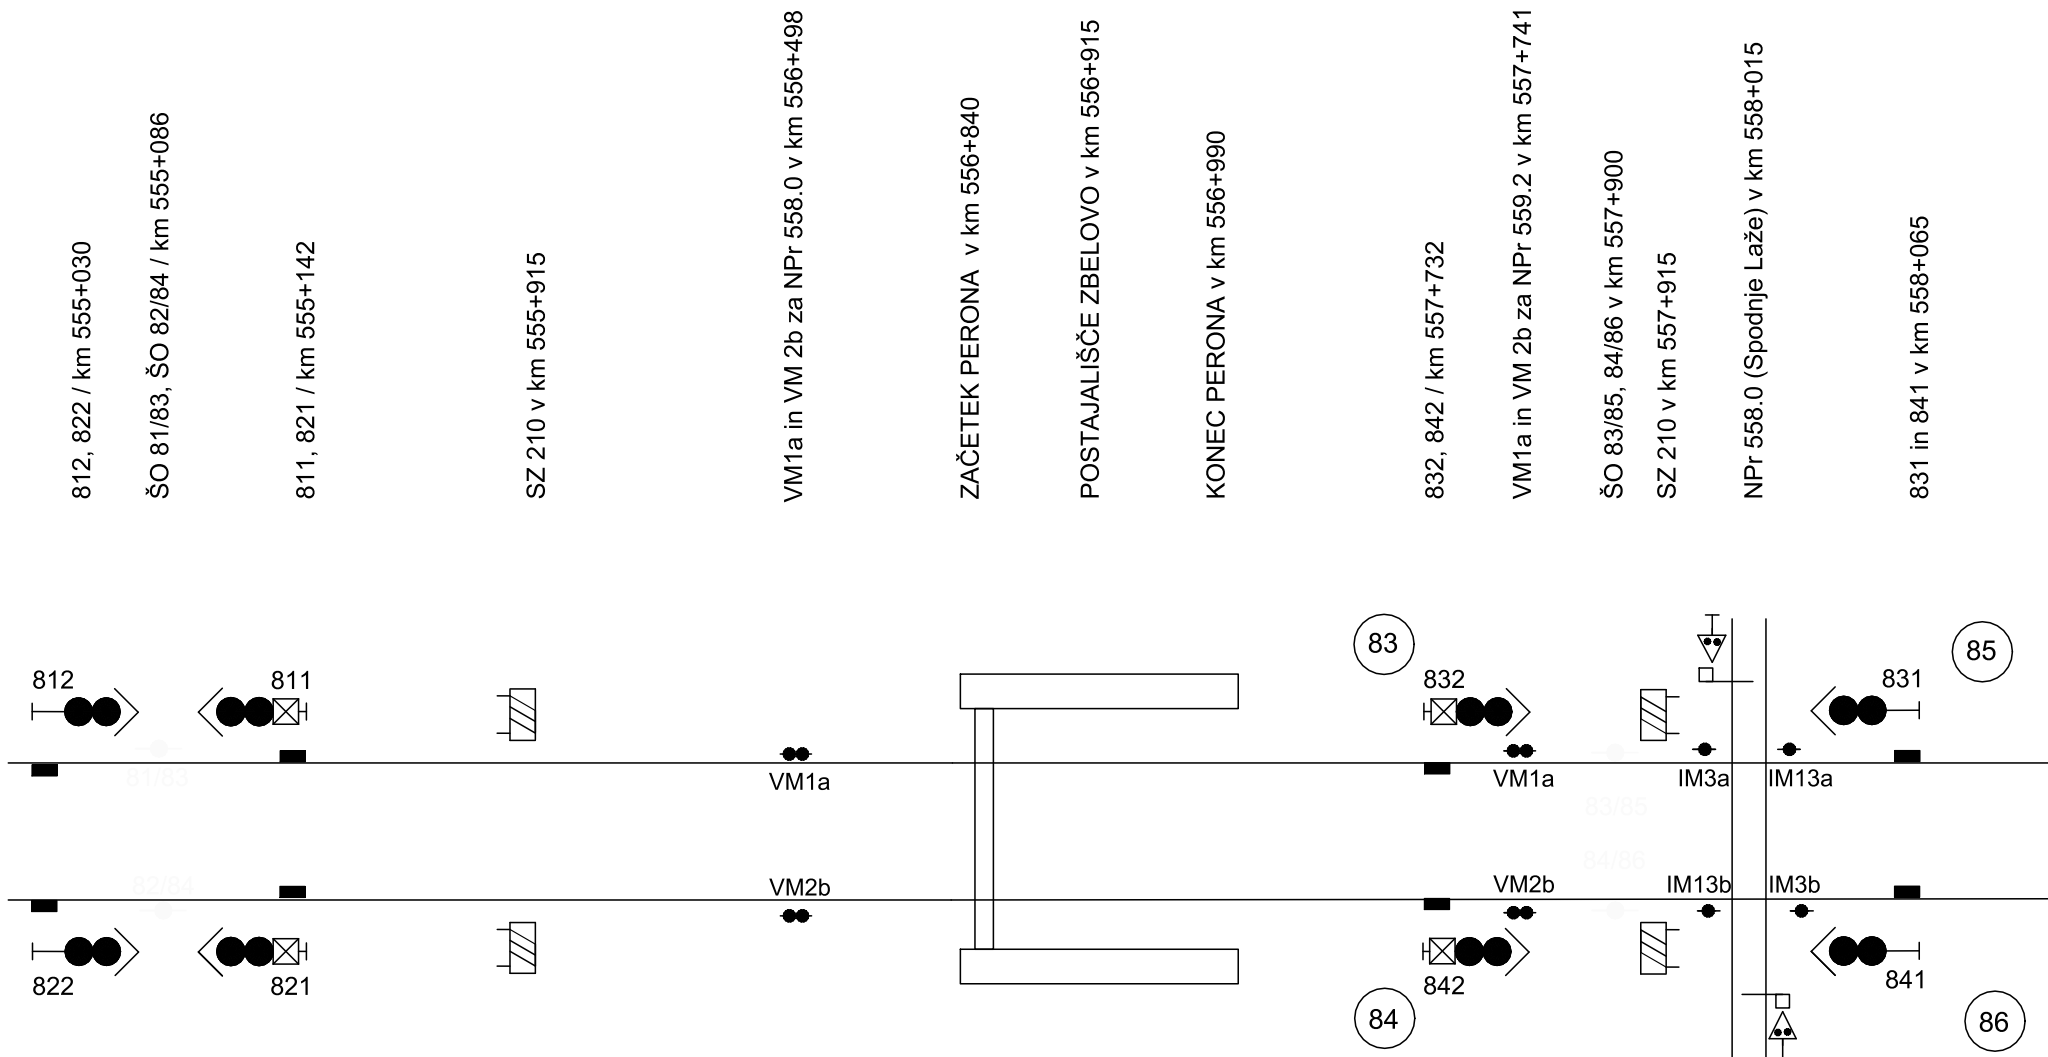 812, 822 / km 555+030
ŠO 81/83, ŠO 82/84 / km 555+086
811, 821 / km 555+142
SZ 210 v km 555+915
VM1a in VM 2b za NPr 558.0 v km 556+498
ZAČETEK PERONA v km 556+840
POSTAJALIŠČE ZBELOVO v km 556+915
KONEC PERONA v km 556+990
832, 842 / km 557+732
VM1a in VM 2b za NPr 559.2 v km 557+741
ŠO 83/85, 84/86 v km 557+900
SZ 210 v km 557+915
NPr 558.0 (Spodnje Laže) v km 558+015
831 in 841 v km 558+065
83
85
812
811
832
831
81/83
VM1a
VM1a
IM3a
IM13a
83/85
84/86
82/84
VM2b
VM2b
IM13b
IM3b
822
821
842
841
84
86